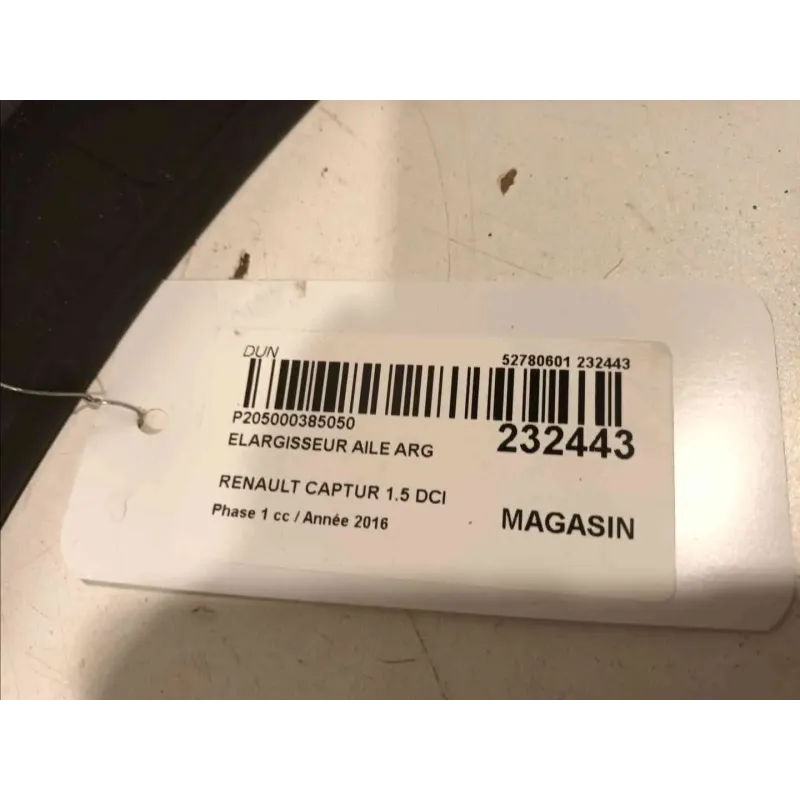 DUN
52780601 232443
P205000385050
232443
ELARGISSEUR AILE ARG
RENAULT CAPTUR 1.5 DCI
Phase 1 cc / Année 2016
MAGASIN